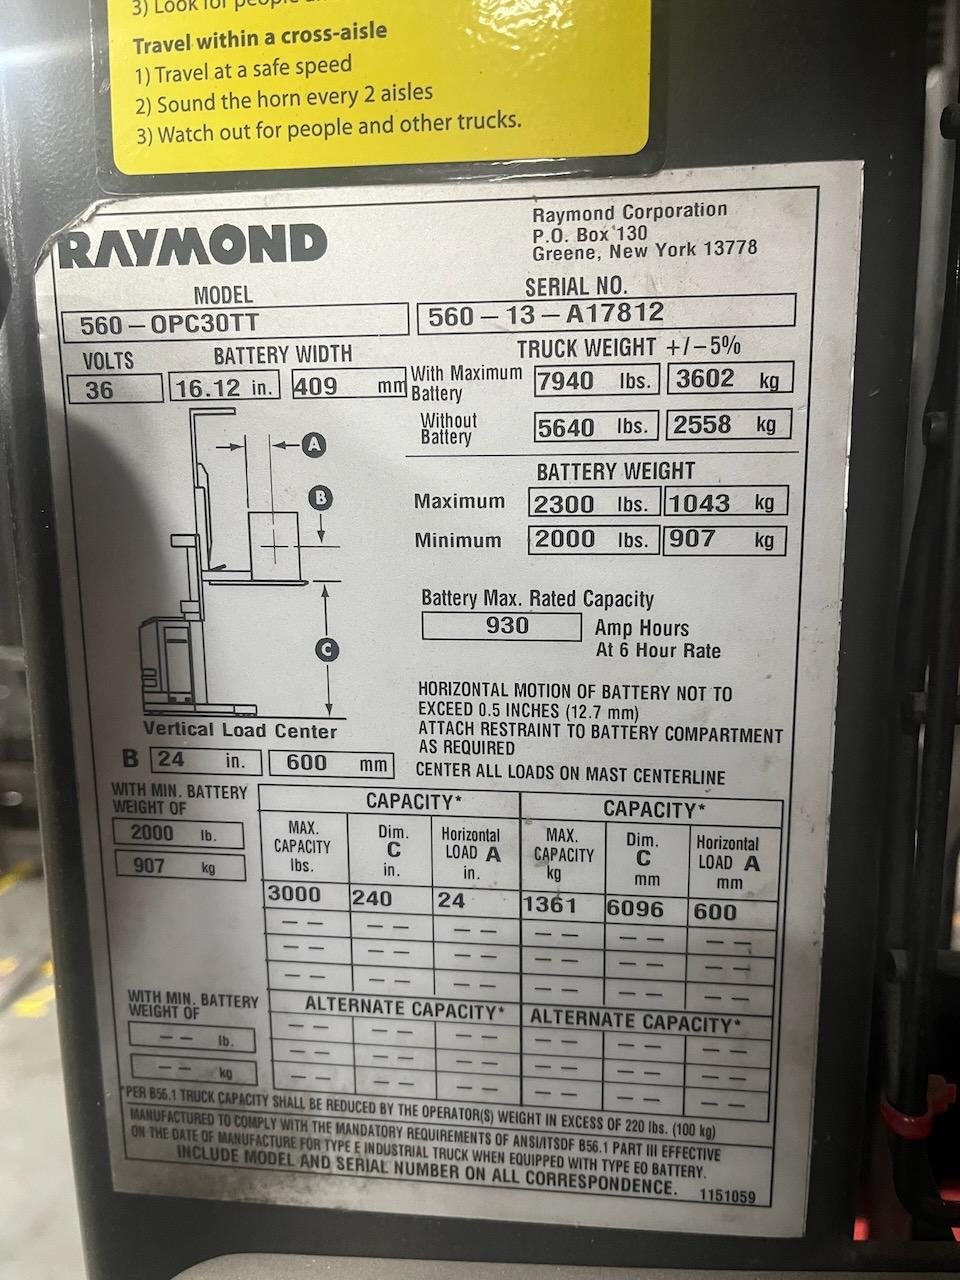 3) Look for people
Travel within a cross-aisle
1) Travel at a safe speed
2) Sound the horn every 2 aisles
3) Watch out for people and other trucks.
RAYMOND
Raymond Corporation
P.O. Box 130
Greene, New York 13778
MODEL
560-OPC30TT
SERIAL NO.
560-13-A17812
VOLTS
36
BATTERY WIDTH
16.12 in. 409 mm
TRUCK WEIGHT +/-5%
With Maximum Battery 7940 lbs. 3602 kg
Without Battery 5640 lbs. 2558 kg
BATTERY WEIGHT
Maximum 2300 lbs. 1043 kg
Minimum 2000 lbs. 907 kg
A
B
C
Battery Max. Rated Capacity
930 Amp Hours
At 6 Hour Rate
HORIZONTAL MOTION OF BATTERY NOT TO
EXCEED 0.5 INCHES (12.7 mm)
ATTACH RESTRAINT TO BATTERY COMPARTMENT
AS REQUIRED
CENTER ALL LOADS ON MAST CENTERLINE
Vertical Load Center
B 24 in. 600 mm
WITH MIN. BATTERY
WEIGHT OF
2000 lb.
907 kg
CAPACITY* CAPACITY*
MAX. CAPACITY lbs. Dim. C in. Horizontal LOAD A in. MAX. CAPACITY kg Dim. C mm Horizontal LOAD A mm
3000 240 24 1361 6096 600
-- -- -- -- -- --
-- -- -- -- -- --
-- -- -- -- -- --
WITH MIN. BATTERY
WEIGHT OF
-- lb.
-- kg
ALTERNATE CAPACITY* ALTERNATE CAPACITY*
-- -- -- -- -- --
-- -- -- -- -- --
-- -- -- -- -- --
*PER B56.1 TRUCK CAPACITY SHALL BE REDUCED BY THE OPERATOR(S) WEIGHT IN EXCESS OF 220 lbs. (100 kg)
MANUFACTURED TO COMPLY WITH THE MANDATORY REQUIREMENTS OF ANSI/ITSDF B56.1 PART III EFFECTIVE
ON THE DATE OF MANUFACTURE FOR TYPE E INDUSTRIAL TRUCK WHEN EQUIPPED WITH TYPE EO BATTERY.
INCLUDE MODEL AND SERIAL NUMBER ON ALL CORRESPONDENCE. 1151059